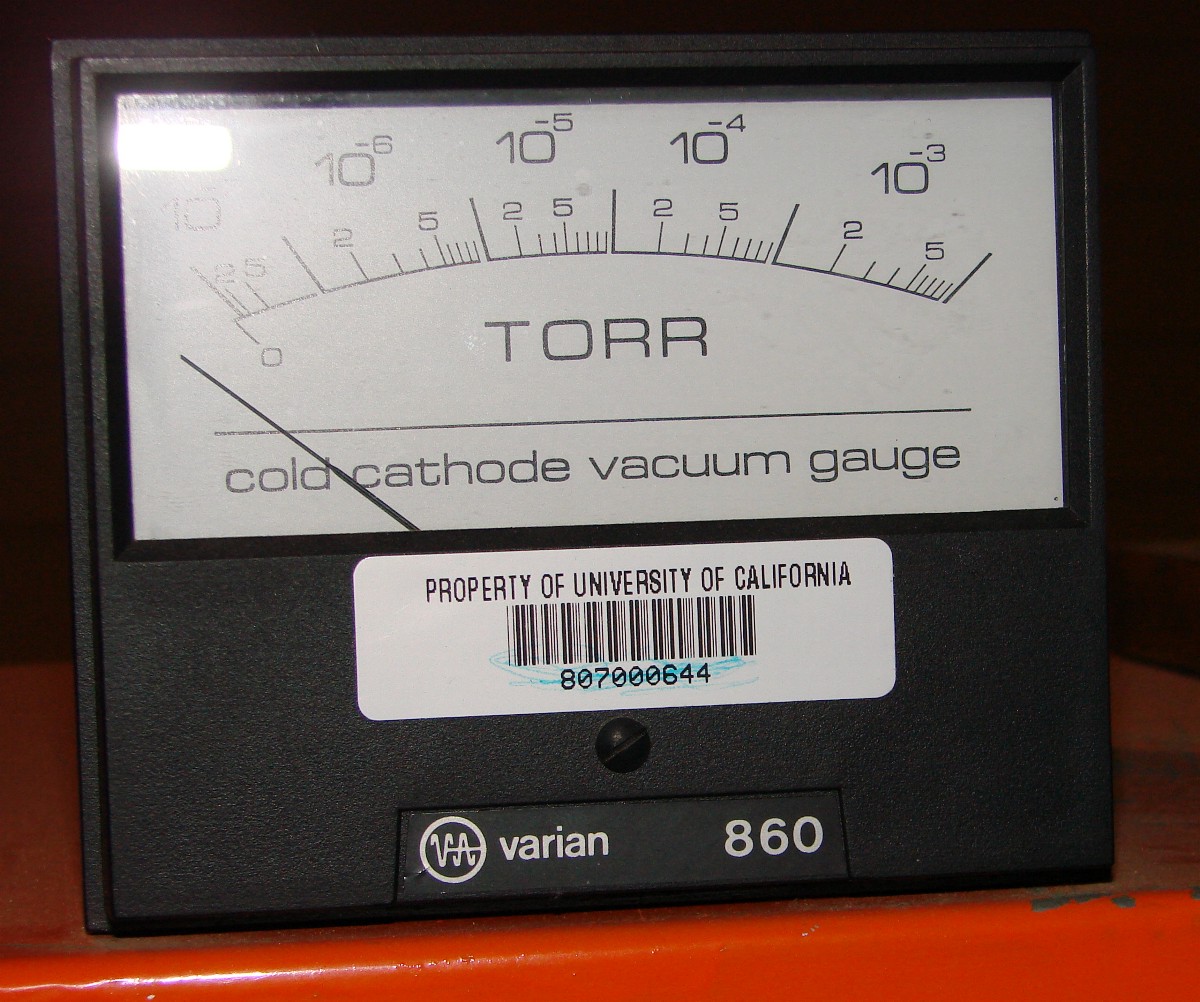 10 10⁻⁶ 10⁻⁵ 10⁻⁴ 10⁻³
2 5 2 5 2 5 2 5 2 5
0
TORR
cold cathode vacuum gauge
PROPERTY OF UNIVERSITY OF CALIFORNIA
807000644
VA varian 860